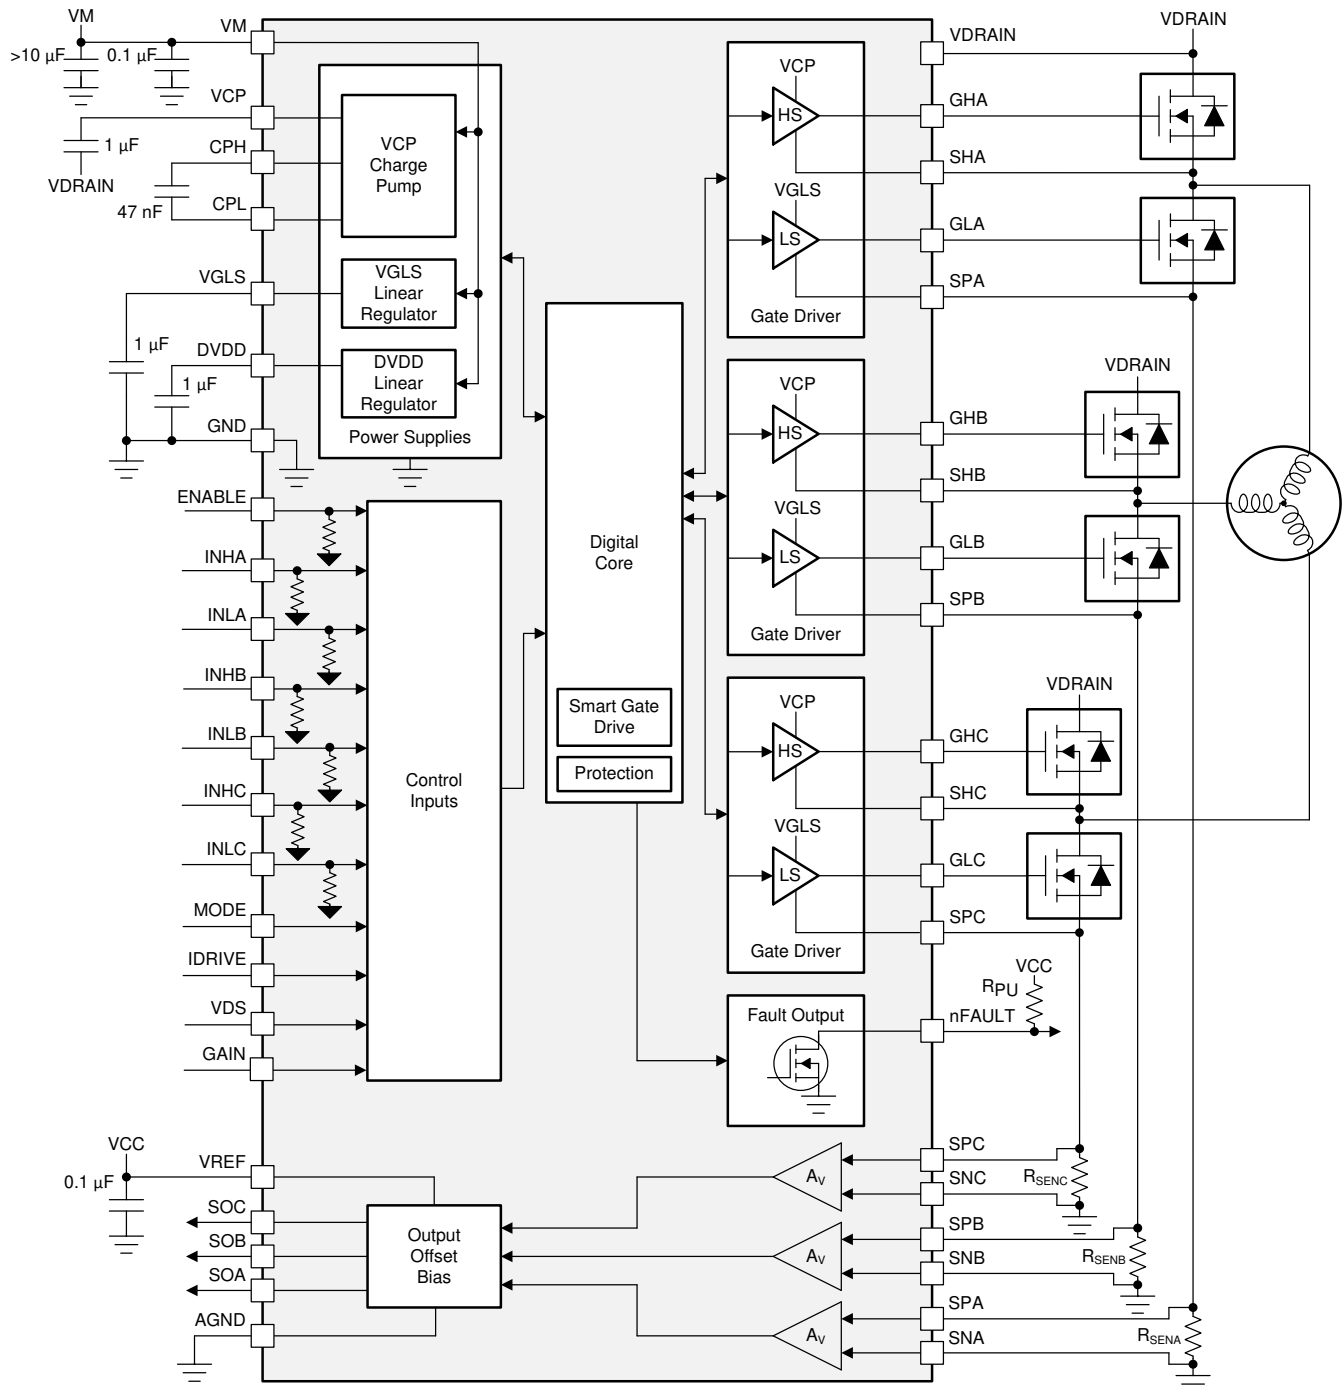 VM
VM
>10 µF
0.1 µF
VCP
1 µF
VDRAIN
CPH
47 nF
CPL
VGLS
1 µF
DVDD
1 µF
GND
ENABLE
INHA
INLA
INHB
INLB
INHC
INLC
MODE
IDRIVE
VDS
GAIN
VCC
VREF
0.1 µF
SOC
SOB
SOA
AGND
VCP
Charge
Pump
VGLS
Linear
Regulator
DVDD
Linear
Regulator
Power Supplies
Control
Inputs
Output
Offset
Bias
Digital
Core
Smart Gate
Drive
Protection
VCP
HS
VGLS
LS
Gate Driver
VCP
HS
VGLS
LS
Gate Driver
VCP
HS
VGLS
LS
Gate Driver
Fault Output
AV
AV
AV
VDRAIN
VDRAIN
GHA
SHA
GLA
SPA
VDRAIN
GHB
SHB
GLB
SPB
VDRAIN
GHC
SHC
GLC
SPC
VCC
RPU
nFAULT
SPC
SNC
RSENC
SPB
SNB
RSENB
SPA
SNA
RSENA